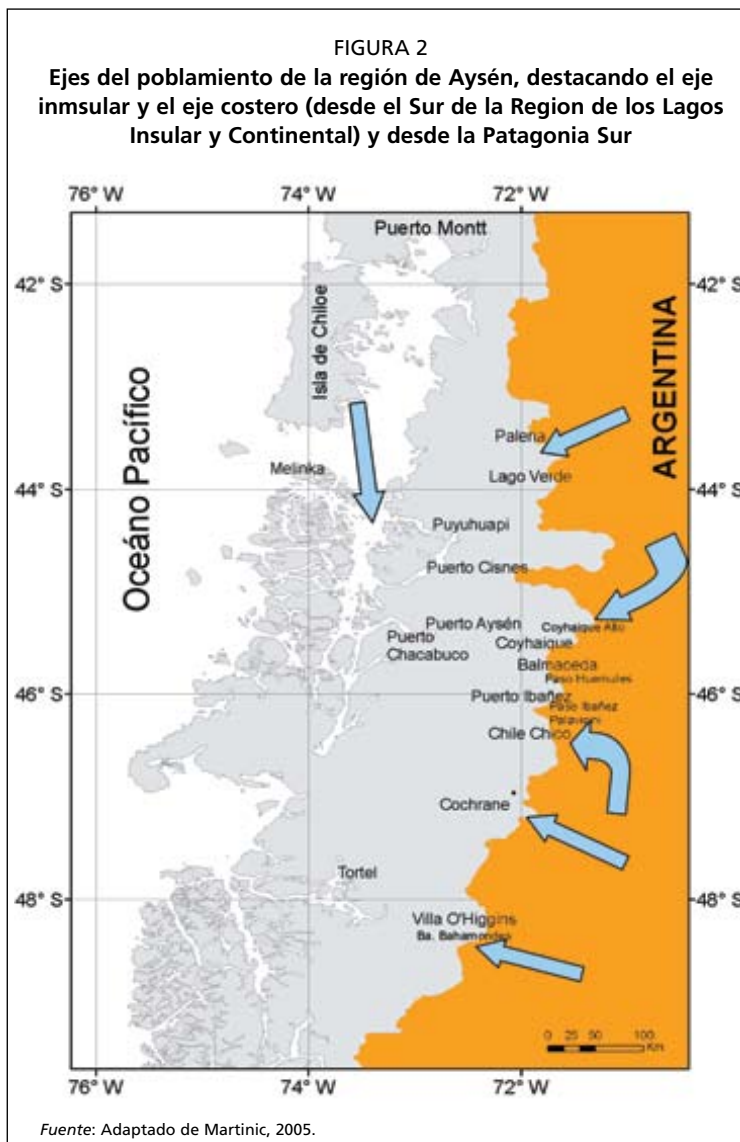 FIGURA 2
Ejes del poblamiento de la región de Aysén, destacando el eje
inmsular y el eje costero (desde el Sur de la Region de los Lagos
Insular y Continental) y desde la Patagonia Sur
76° W 74° W 72° W
Puerto Montt
42° S 42° S
Isla de Chiloe
ARGENTINA
Océano Pacífico
Palena
Melinka
Lago Verde
44° S 44° S
Puyuhuapi
Puerto Cisnes
Puerto Aysén
Coyhaique Alto
Puerto
Chacabuco
Coyhaique
Balmaceda
Paso Huemules
46° S 46° S
Puerto Ibañez
Paso Ibañez
Palavicni
Chile Chico
Cochrane
Tortel
48° S 48° S
Villa O'Higgins
Ba. Bahamondes
0 25 50 100
Km
76° W 74° W 72° W
Fuente: Adaptado de Martinic, 2005.